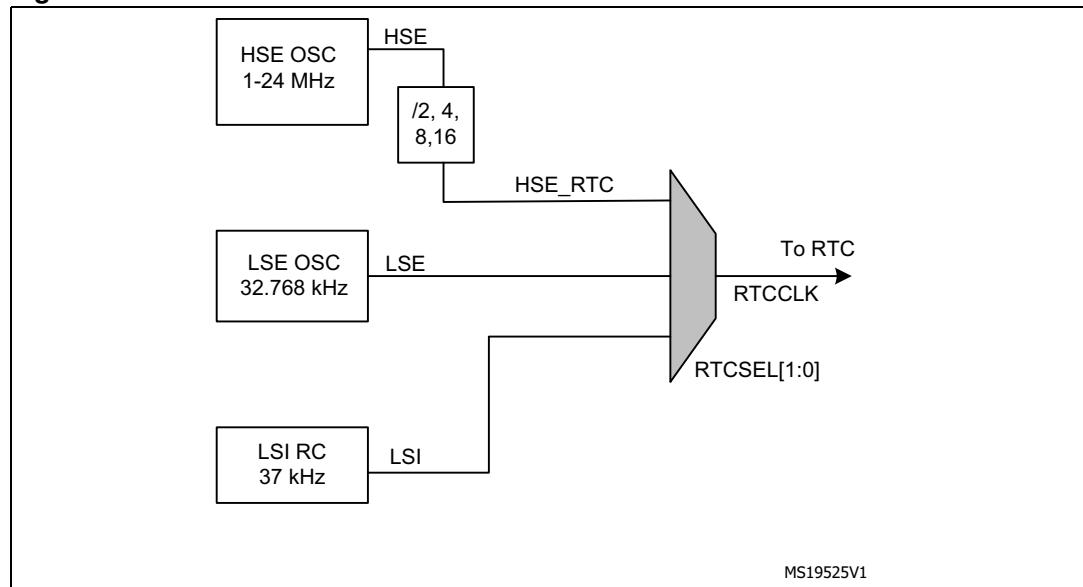 HSE OSC
1-24 MHz
HSE
/2, 4,
8,16
HSE_RTC
LSE OSC
32.768 kHz
LSE
To RTC
RTCCLK
RTCSEL[1:0]
LSI RC
37 kHz
LSI
MS19525V1